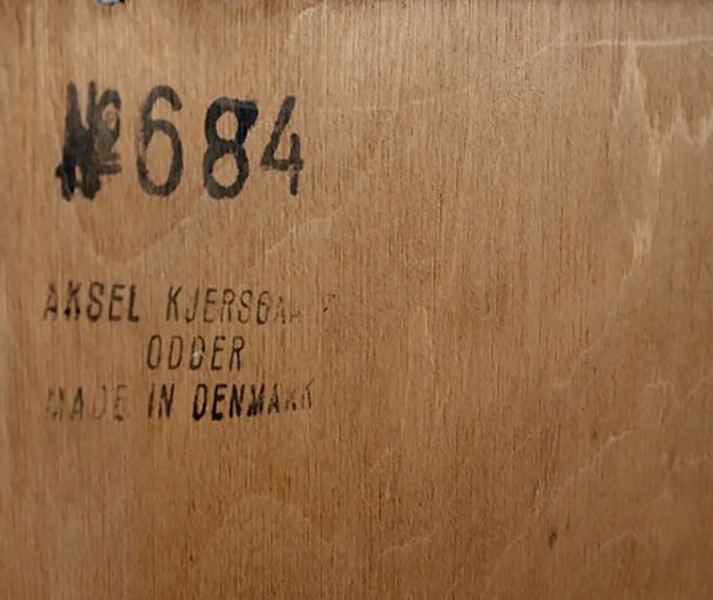 №684
AKSEL KJERSGAARD
ODDER
MADE IN DENMARK